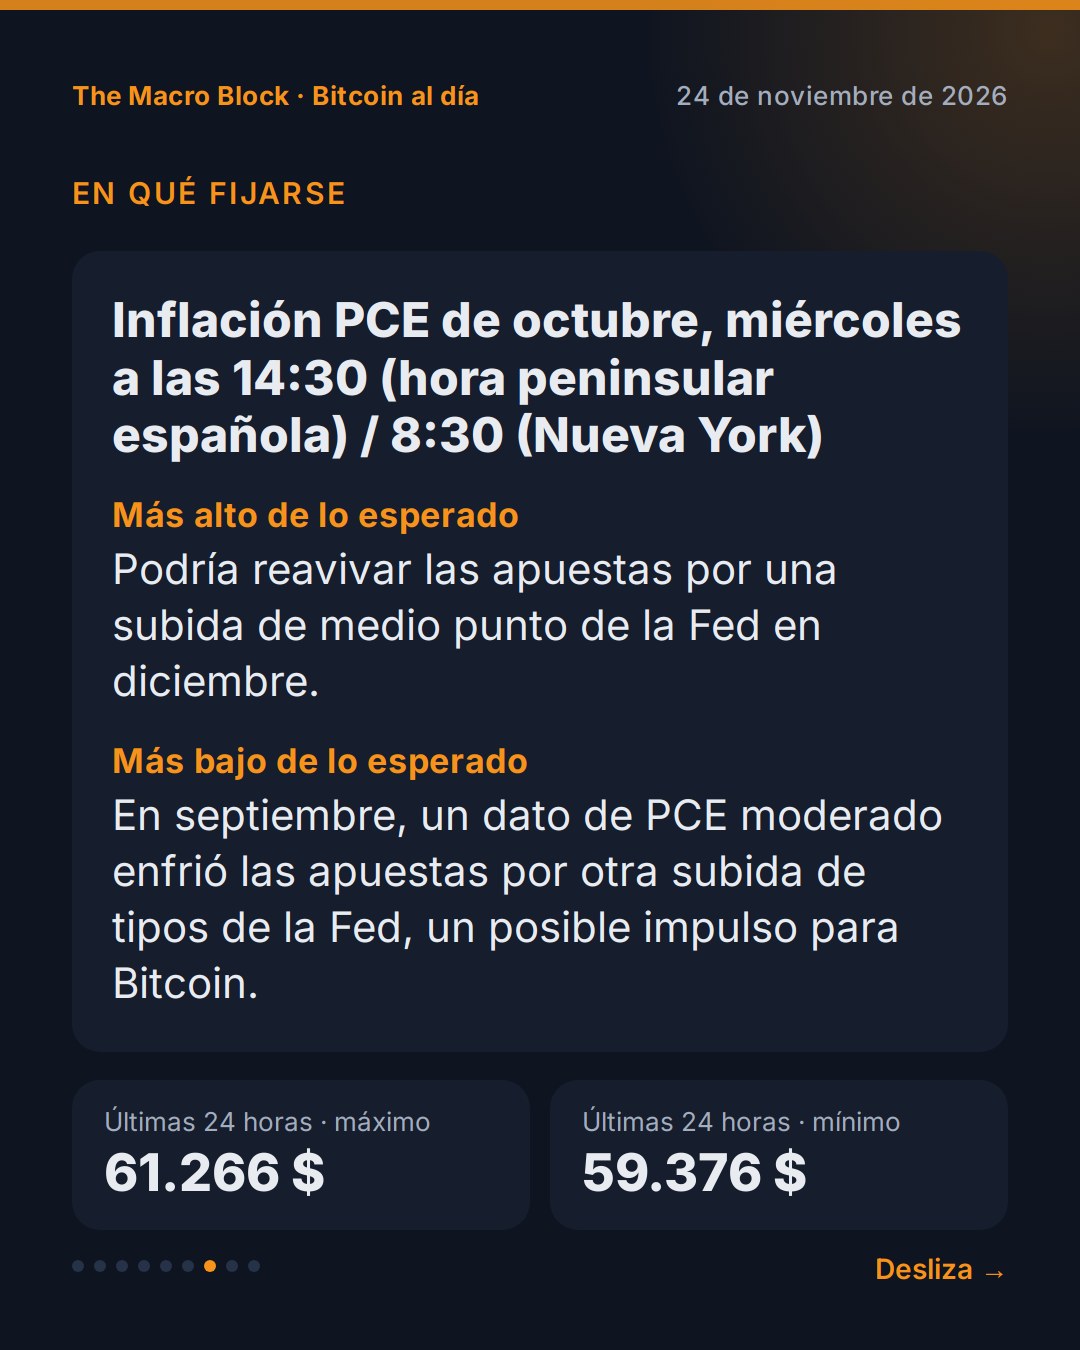 The Macro Block · Bitcoin al día
24 de noviembre de 2026
EN QUÉ FIJARSE
Inflación PCE de octubre, miércoles
a las 14:30 (hora peninsular
española) / 8:30 (Nueva York)
Más alto de lo esperado
Podría reavivar las apuestas por una
subida de medio punto de la Fed en
diciembre.
Más bajo de lo esperado
En septiembre, un dato de PCE moderado
enfrió las apuestas por otra subida de
tipos de la Fed, un posible impulso para
Bitcoin.
Últimas 24 horas · máximo
61.266 $
Últimas 24 horas · mínimo
59.376 $
Desliza →